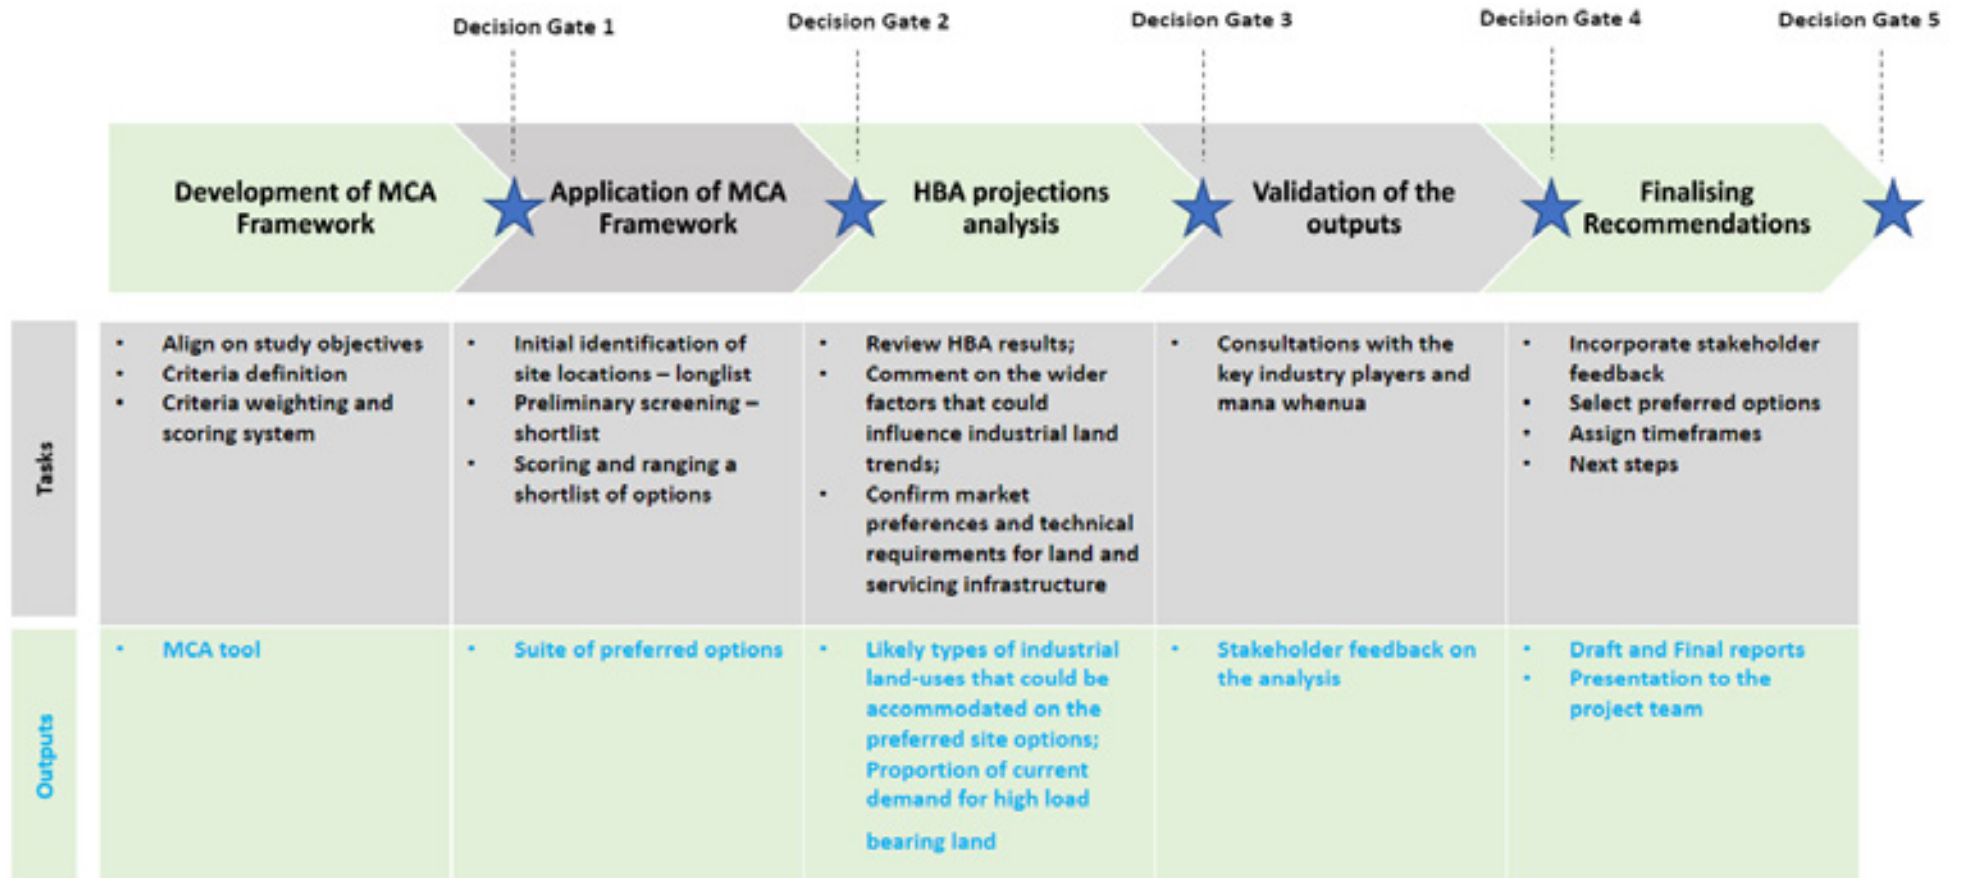 Decision Gate 1
Decision Gate 2
Decision Gate 3
Decision Gate 4
Decision Gate 5
Development of MCA
Framework
Application of MCA
Framework
HBA projections
analysis
Validation of the
outputs
Finalising
Recommendations
Tasks
• Align on study objectives
• Criteria definition
• Criteria weighting and
scoring system
• Initial identification of
site locations – longlist
• Preliminary screening –
shortlist
• Scoring and ranging a
shortlist of options
• Review HBA results;
• Comment on the wider
factors that could
influence industrial land
trends;
• Confirm market
preferences and technical
requirements for land and
servicing infrastructure
• Consultations with the
key industry players and
mana whenua
• Incorporate stakeholder
feedback
• Select preferred options
• Assign timeframes
• Next steps
Outputs
• MCA tool
• Suite of preferred options
• Likely types of industrial
land-uses that could be
accommodated on the
preferred site options;
Proportion of current
demand for high load
bearing land
• Stakeholder feedback on
the analysis
• Draft and Final reports
• Presentation to the
project team